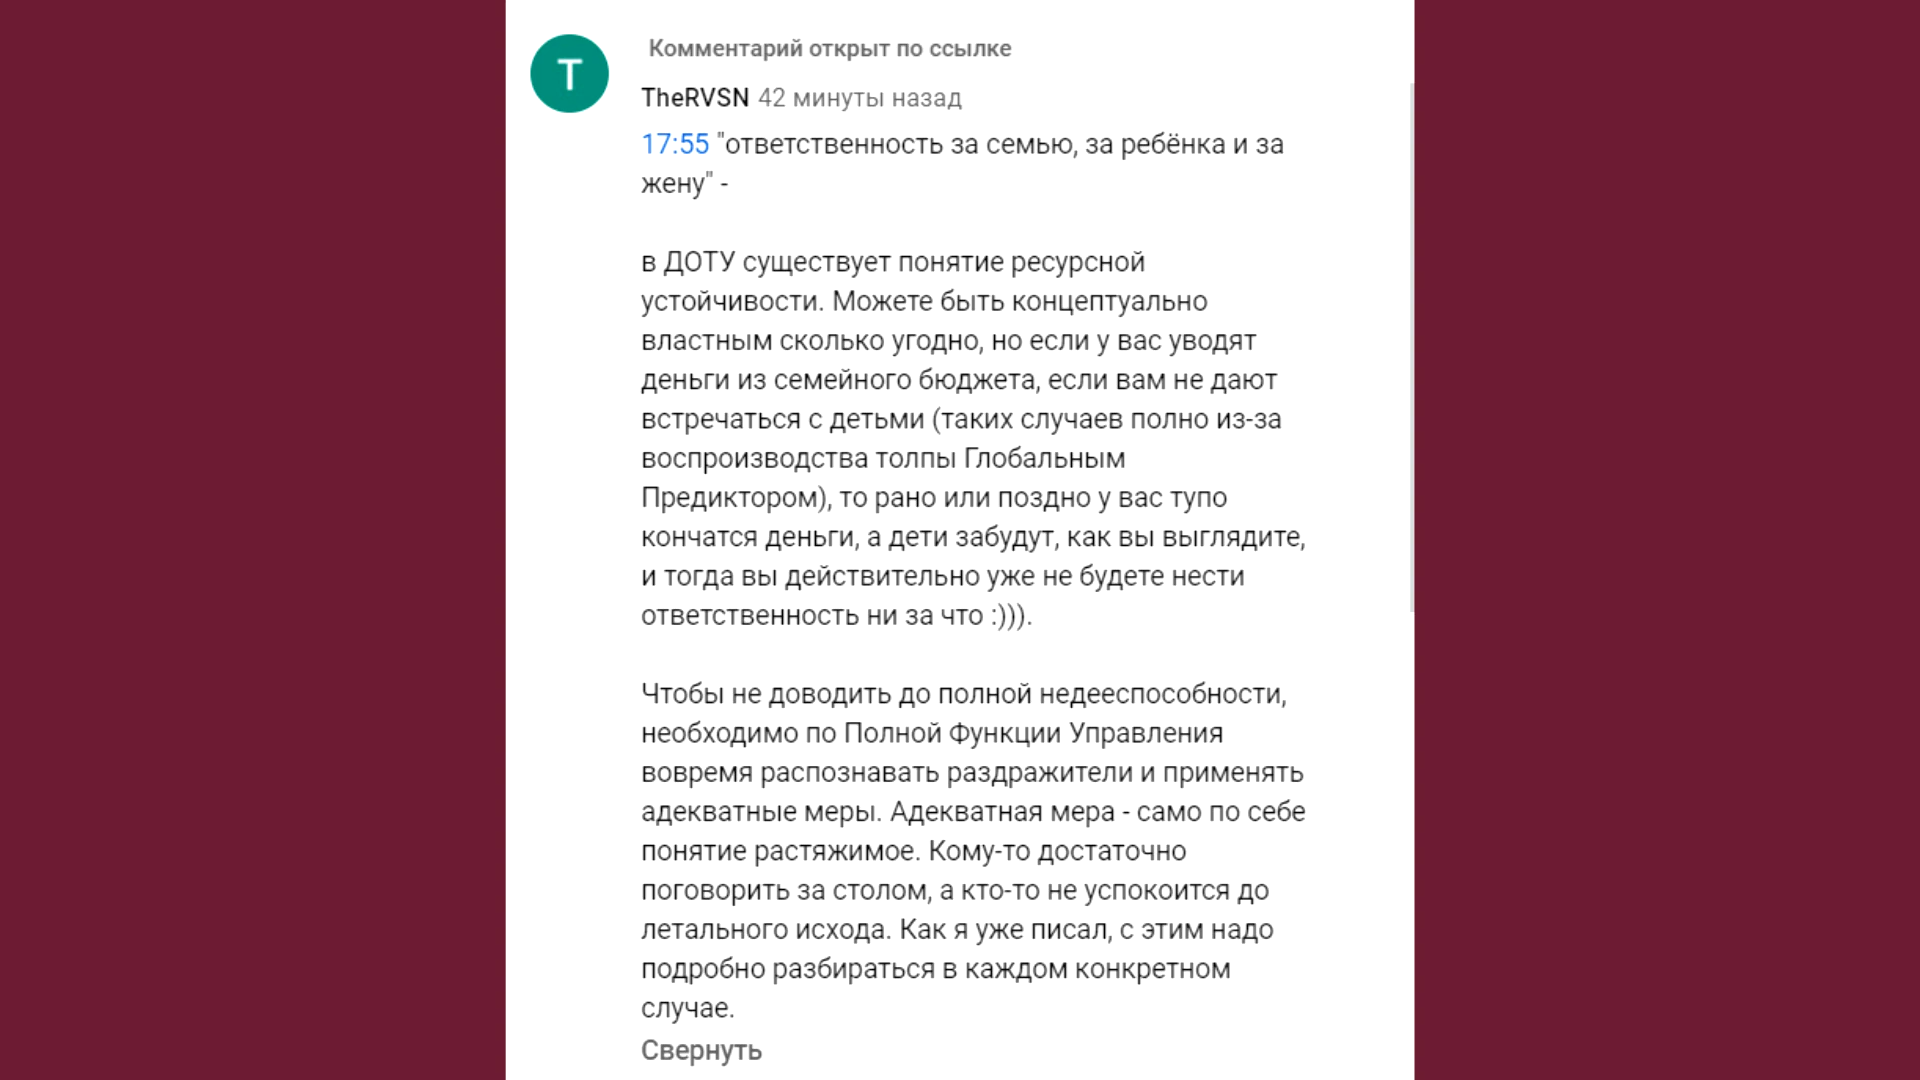 Т
Комментарий открыт по ссылке
TheRVSN 42 минуты назад
17:55 "ответственность за семью, за ребёнка и за
жену" -
в ДОТУ существует понятие ресурсной
устойчивости. Можете быть концептуально
властным сколько угодно, но если у вас уводят
деньги из семейного бюджета, если вам не дают
встречаться с детьми (таких случаев полно из-за
воспроизводства толпы Глобальным
Предиктором), то рано или поздно у вас тупо
кончатся деньги, а дети забудут, как вы выглядите,
и тогда вы действительно уже не будете нести
ответственность ни за что :))).
Чтобы не доводить до полной недееспособности,
необходимо по Полной Функции Управления
вовремя распознавать раздражители и применять
адекватные меры. Адекватная мера - само по себе
понятие растяжимое. Кому-то достаточно
поговорить за столом, а кто-то не успокоится до
летального исхода. Как я уже писал, с этим надо
подробно разбираться в каждом конкретном
случае.
Свернуть